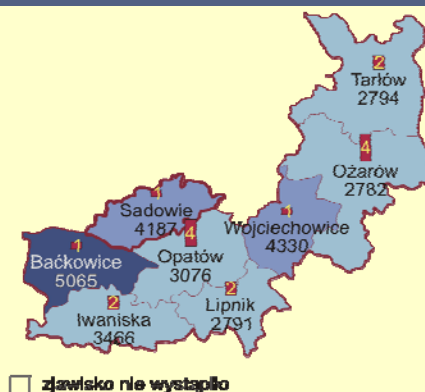 2
Tarłów
2794
4
Ożarów
2782
1
Sadowie
4187
1
Wojciechowice
4330
4
Opatów
3076
1
Baćkowice
5065
2
Iwaniska
3466
2
Lipnik
2791
zjawisko nie wystąpiło